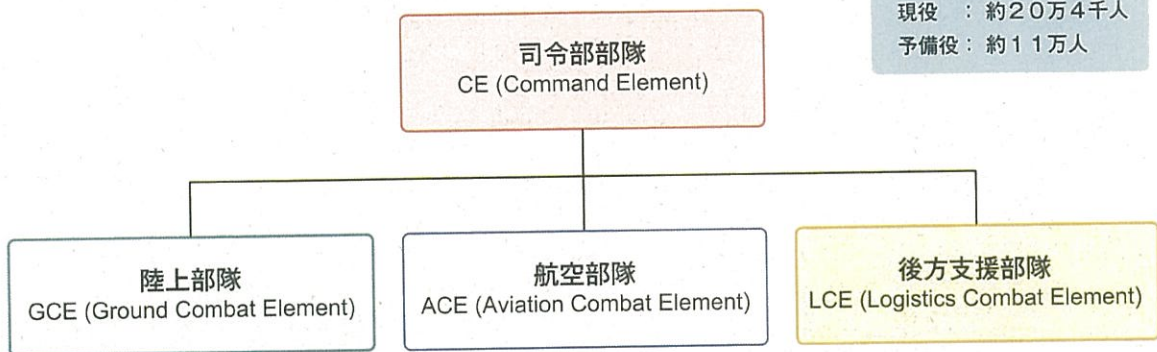 現役 : 約20万4千人
予備役 : 約11万人
司令部部隊
CE (Command Element)
陸上部隊
GCE (Ground Combat Element)
航空部隊
ACE (Aviation Combat Element)
後方支援部隊
LCE (Logistics Combat Element)